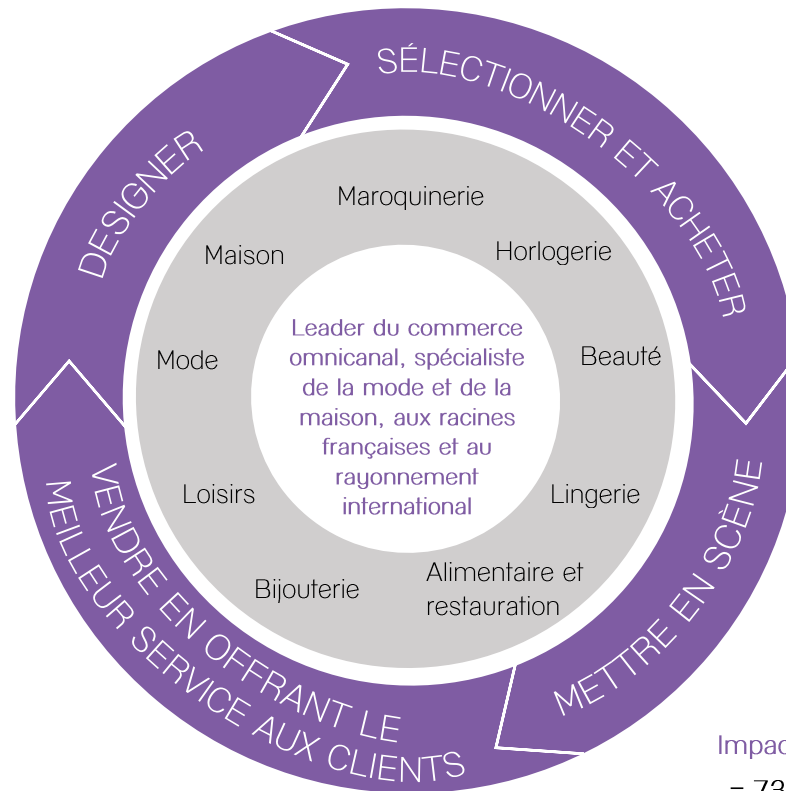 DESIGNER
SÉLECTIONNER ET ACHETER
METTRE EN SCÈNE
VENDRE EN OFFRANT LE
MEILLEUR SERVICE AUX CLIENTS
Maroquinerie
Horlogerie
Beauté
Lingerie
Alimentaire et
restauration
Bijouterie
Loisirs
Mode
Maison
Leader du commerce
omnicanal, spécialiste
de la mode et de la
maison, aux racines
françaises et au
rayonnement
international